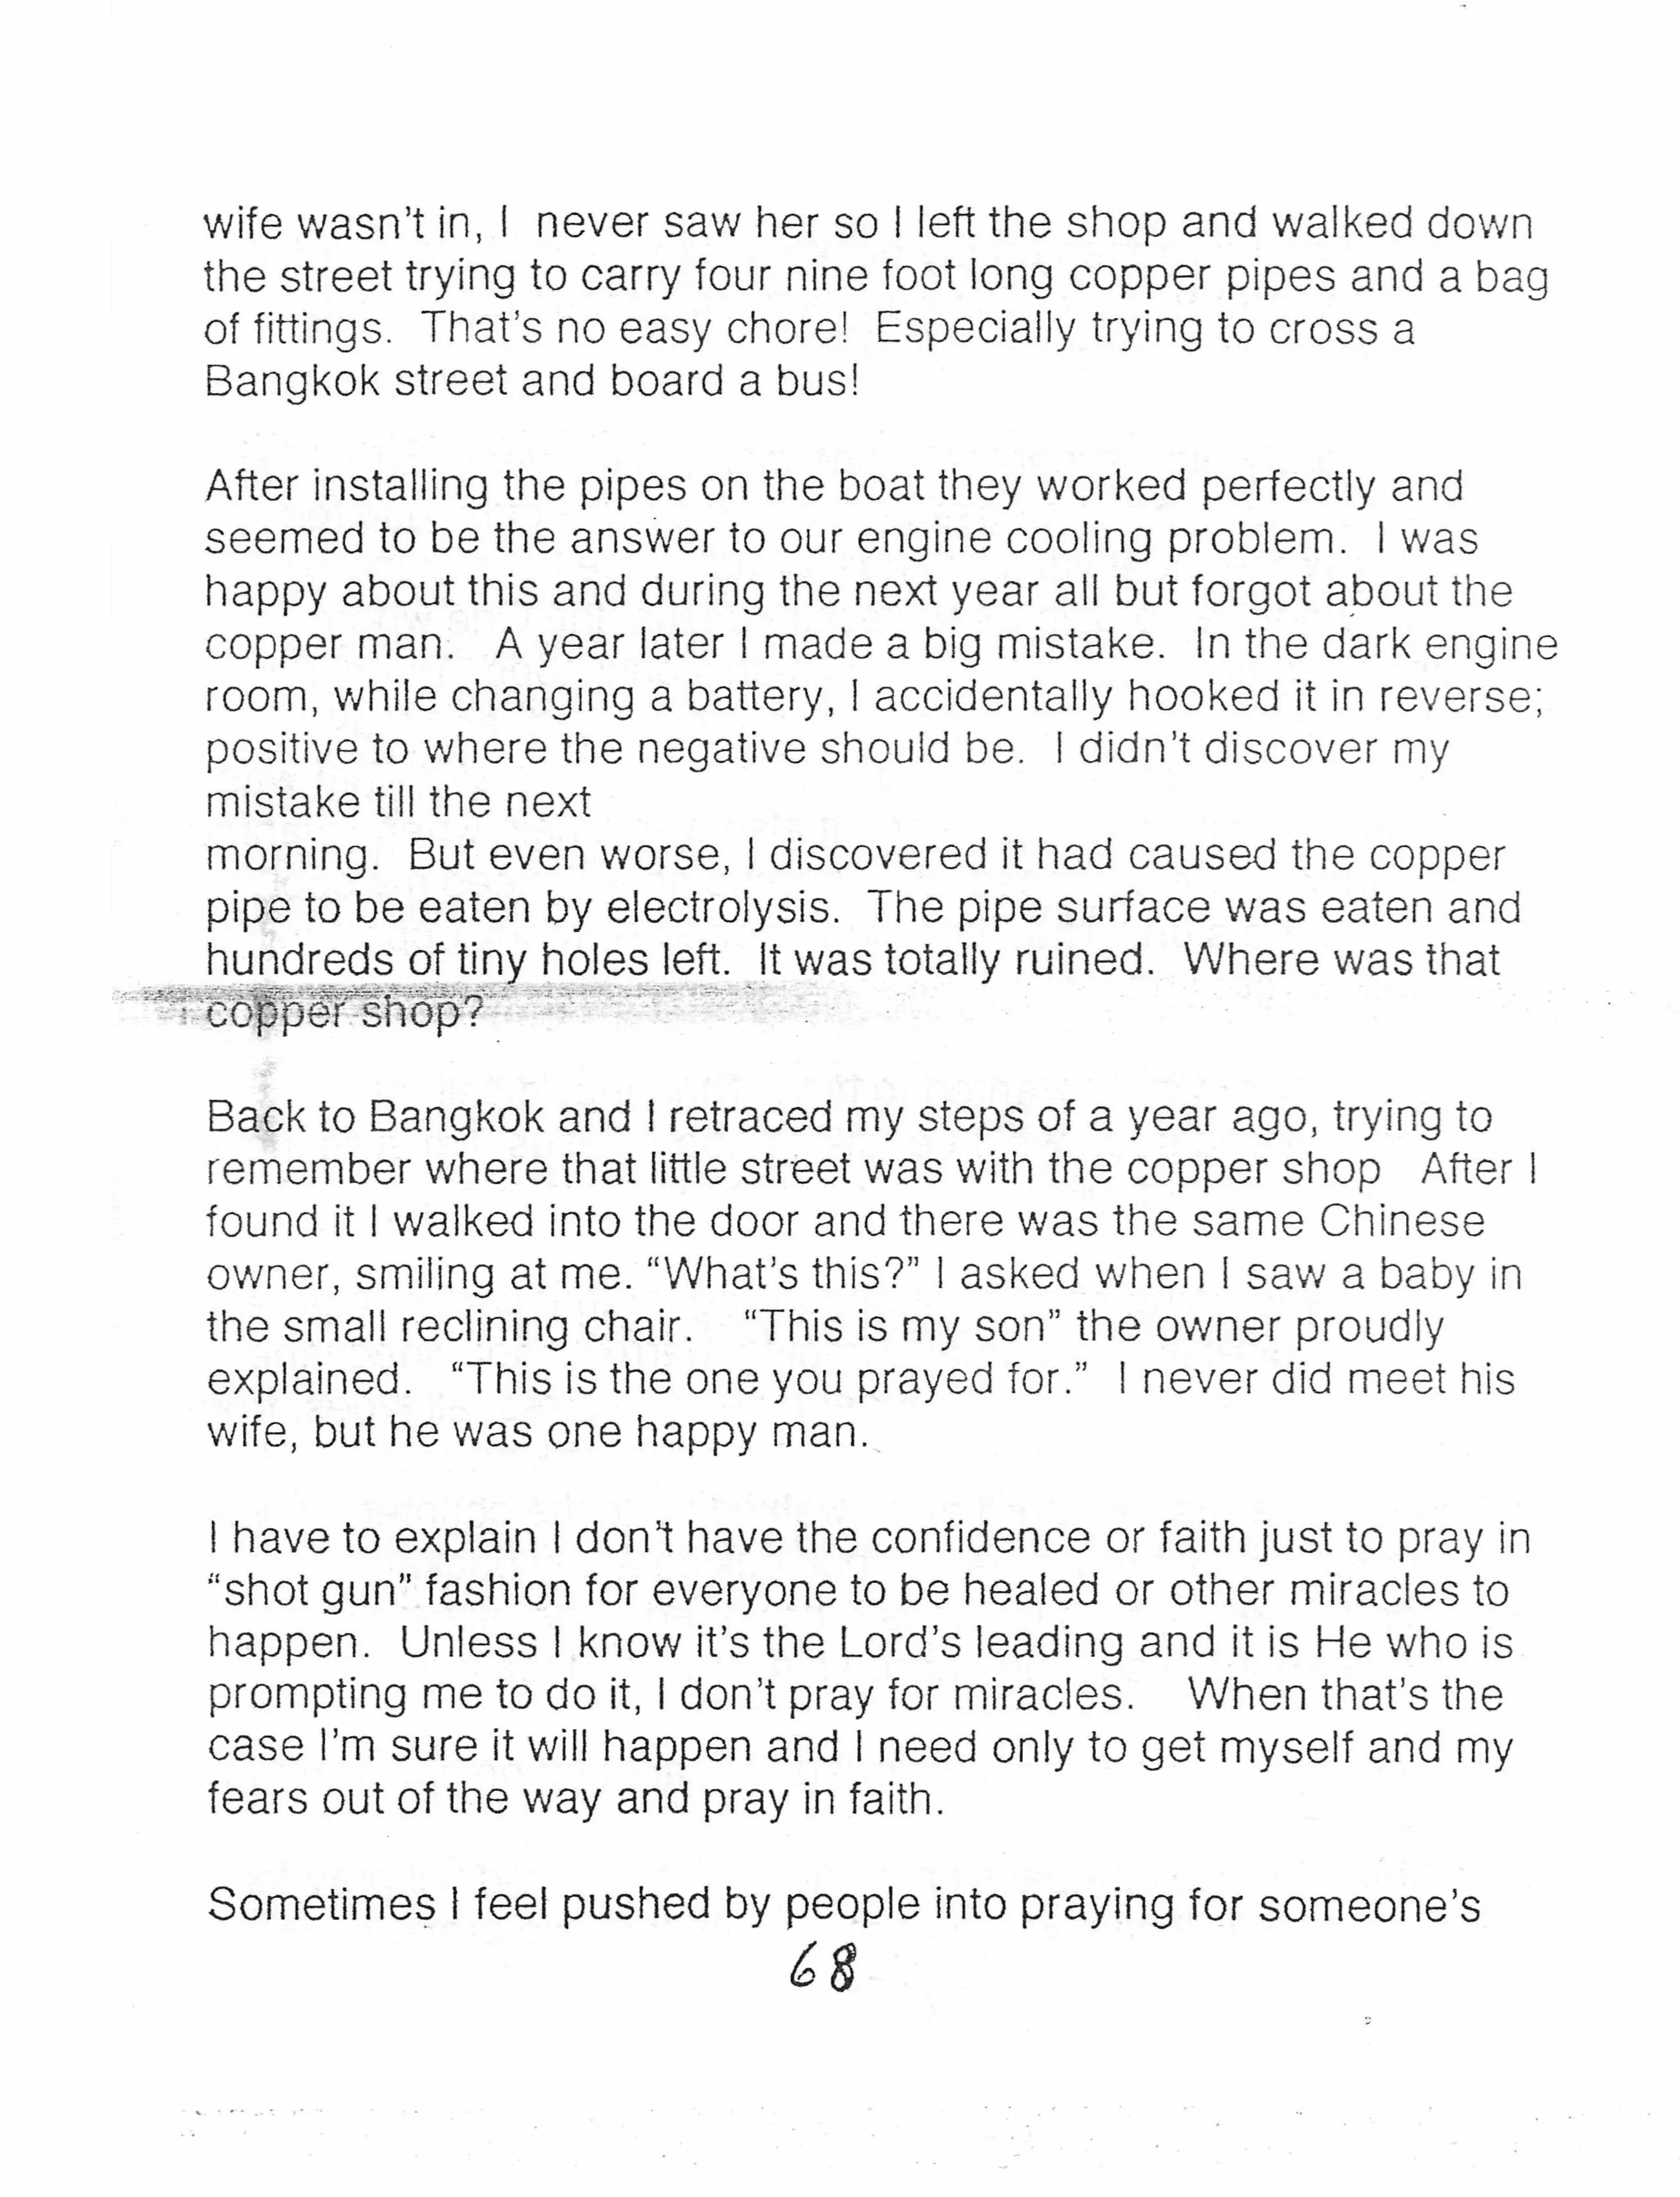 wife wasn't in, I never saw her so I left the shop and walked down
the street trying to carry four nine foot long copper pipes and a bag
of fittings. That's no easy chore! Especially trying to cross a
Bangkok street and board a bus!
After installing the pipes on the boat they worked perfectly and
seemed to be the answer to our engine cooling problem. I was
happy about this and during the next year all but forgot about the
copper man. A year later I made a big mistake. In the dark engine
room, while changing a battery, I accidentally hooked it in reverse;
positive to where the negative should be. I didn't discover my
mistake till the next
morning. But even worse, I discovered it had caused the copper
pipe to be eaten by electrolysis. The pipe surface was eaten and
hundreds of tiny holes left. It was totally ruined. Where was that
copper shop?
Back to Bangkok and I retraced my steps of a year ago, trying to
remember where that little street was with the copper shop After I
found it I walked into the door and there was the same Chinese
owner, smiling at me. “What's this?” I asked when I saw a baby in
the small reclining chair. “This is my son” the owner proudly
explained. “This is the one you prayed for.” I never did meet his
wife, but he was one happy man.
I have to explain I don't have the confidence or faith just to pray in
“shot gun” fashion for everyone to be healed or other miracles to
happen. Unless I know it's the Lord's leading and it is He who is
prompting me to do it, I don't pray for miracles. When that's the
case I'm sure it will happen and I need only to get myself and my
fears out of the way and pray in faith.
Sometimes I feel pushed by people into praying for someone's
68